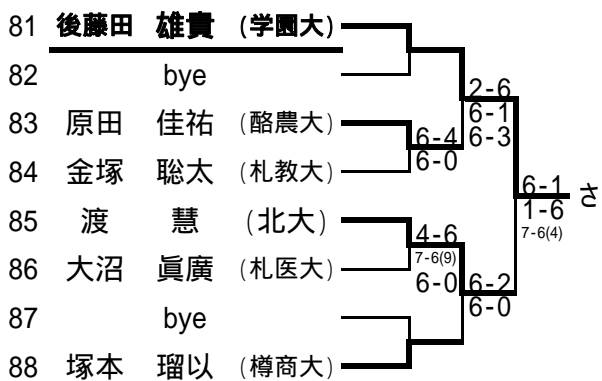 81 後藤田 雄貴 (学園大)
82 bye
2-6
83 原田 佳祐 (酪農大)
6-1
6-4
6-3
84 金塚 聡太 (札教大)
6-0
6-1
さ
85 渡 慧 (北大)
1-6
4-6
7-6(4)
86 大沼 眞廣 (札医大)
7-6(9)
6-0
6-2
87 bye
6-0
88 塚本 瑠以 (樽商大)